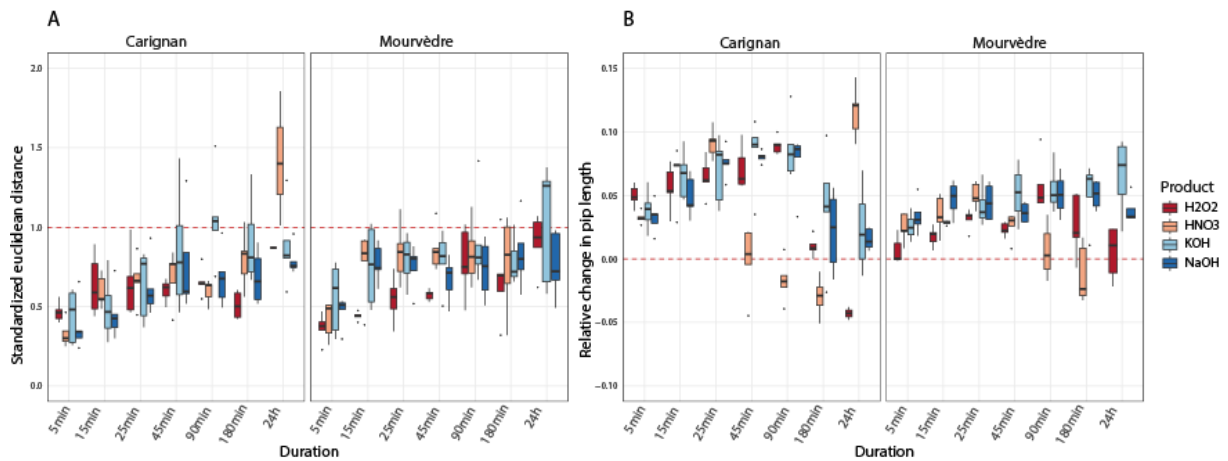 A
B
Carignan
Mourvèdre
Carignan
Mourvèdre
Standardized euclidean distance
2.0
1.5
1.0
0.5
0.0
5min
15min
25min
45min
90min
180min
24h
5min
15min
25min
45min
90min
180min
24h
Duration
Relative change in pip length
0.15
0.10
0.05
0.00
−0.05
−0.10
5min
15min
25min
45min
90min
180min
24h
5min
15min
25min
45min
90min
180min
24h
Duration
Product
H2O2
HNO3
KOH
NaOH